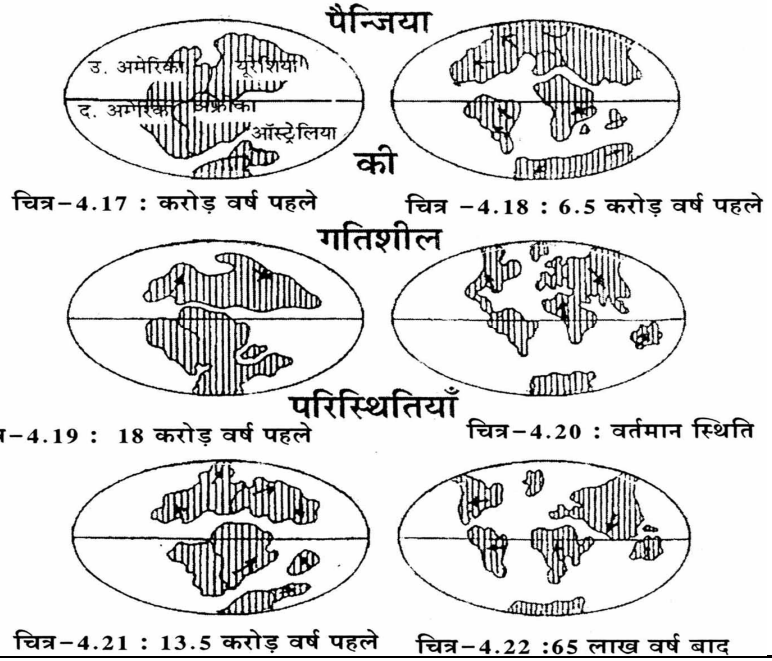 पैन्जिया
उ. अमेरिका यूरेशिया
द. अमेरिका अफ्रीका
ऑस्ट्रेलिया
की
चित्र-4.17 : करोड़ वर्ष पहले
चित्र -4.18 : 6.5 करोड़ वर्ष पहले
गतिशील
परिस्थितियाँ
-4.19 : 18 करोड़ वर्ष पहले
चित्र-4.20 : वर्तमान स्थिति
चित्र-4.21 : 13.5 करोड़ वर्ष पहले
चित्र-4.22 :65 लाख वर्ष बाद